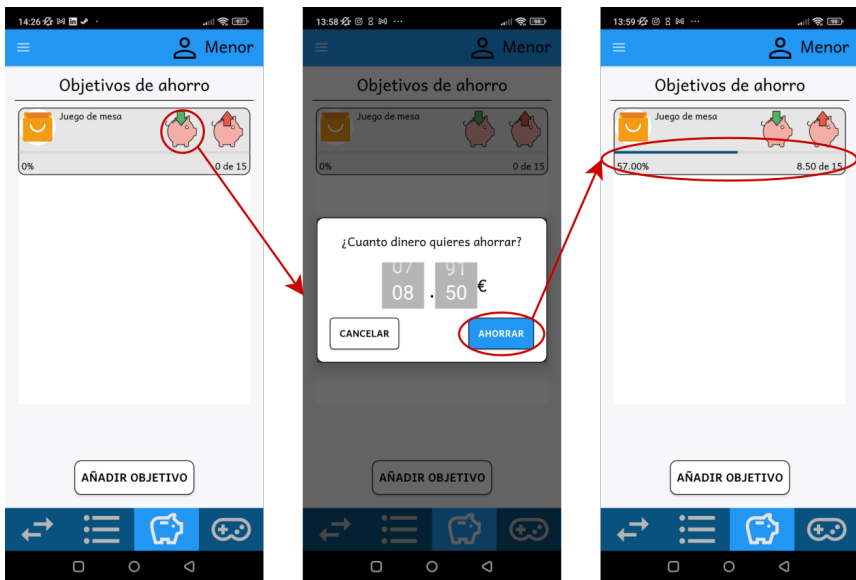 14:26
97
Menor
Objetivos de ahorro
Juego de mesa
0%
0 de 15
AÑADIR OBJETIVO
13:58
98
Menor
Objetivos de ahorro
Juego de mesa
0%
0 de 15
¿Cuanto dinero quieres ahorrar?
07 91
08 . 50 €
CANCELAR
AHORRAR
AÑADIR OBJETIVO
13:59
98
Menor
Objetivos de ahorro
Juego de mesa
57.00%
8.50 de 15
AÑADIR OBJETIVO